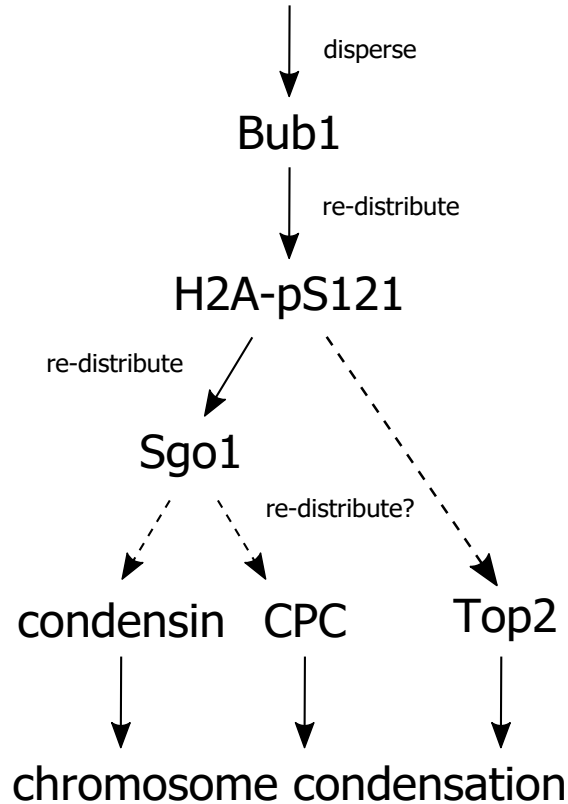 disperse
Bub1
re-distribute
H2A-pS121
re-distribute
Sgo1
re-distribute?
condensin CPC Top2
chromosome condensation